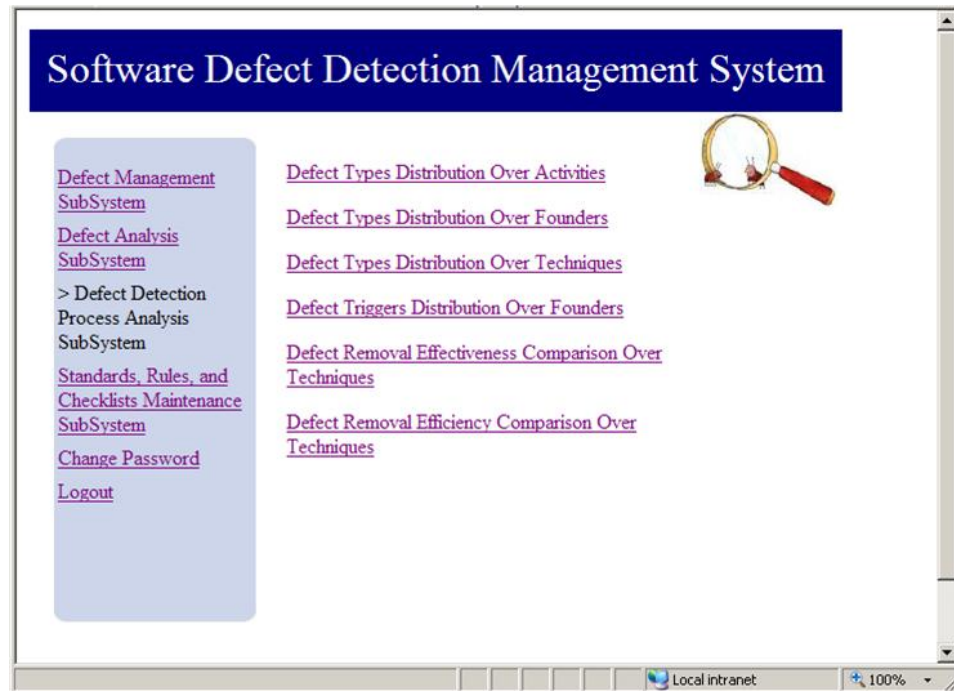 Software Defect Detection Management System
Defect Management
SubSystem
Defect Analysis
SubSystem
> Defect Detection
Process Analysis
SubSystem
Standards, Rules, and
Checklists Maintenance
SubSystem
Change Password
Logout
Defect Types Distribution Over Activities
Defect Types Distribution Over Founders
Defect Types Distribution Over Techniques
Defect Triggers Distribution Over Founders
Defect Removal Effectiveness Comparison Over
Techniques
Defect Removal Efficiency Comparison Over
Techniques
Local intranet
100%